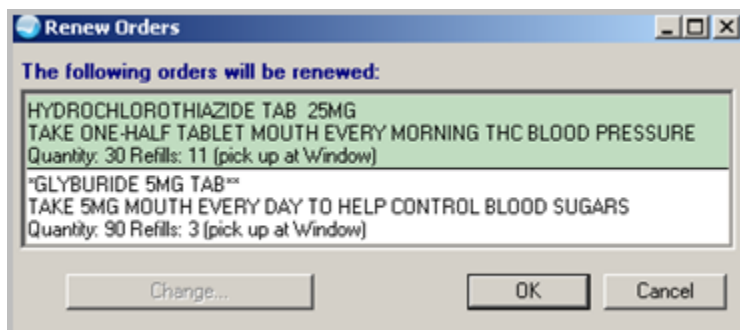 Renew Orders
The following orders will be renewed:
HYDROCHLOROTHIAZIDE TAB 25MG
TAKE ONE-HALF TABLET MOUTH EVERY MORNING THC BLOOD PRESSURE
Quantity: 30 Refills: 11 (pick up at Window)
*GLYBURIDE 5MG TAB**
TAKE 5MG MOUTH EVERY DAY TO HELP CONTROL BLOOD SUGARS
Quantity: 90 Refills: 3 (pick up at Window)
Change... OK Cancel